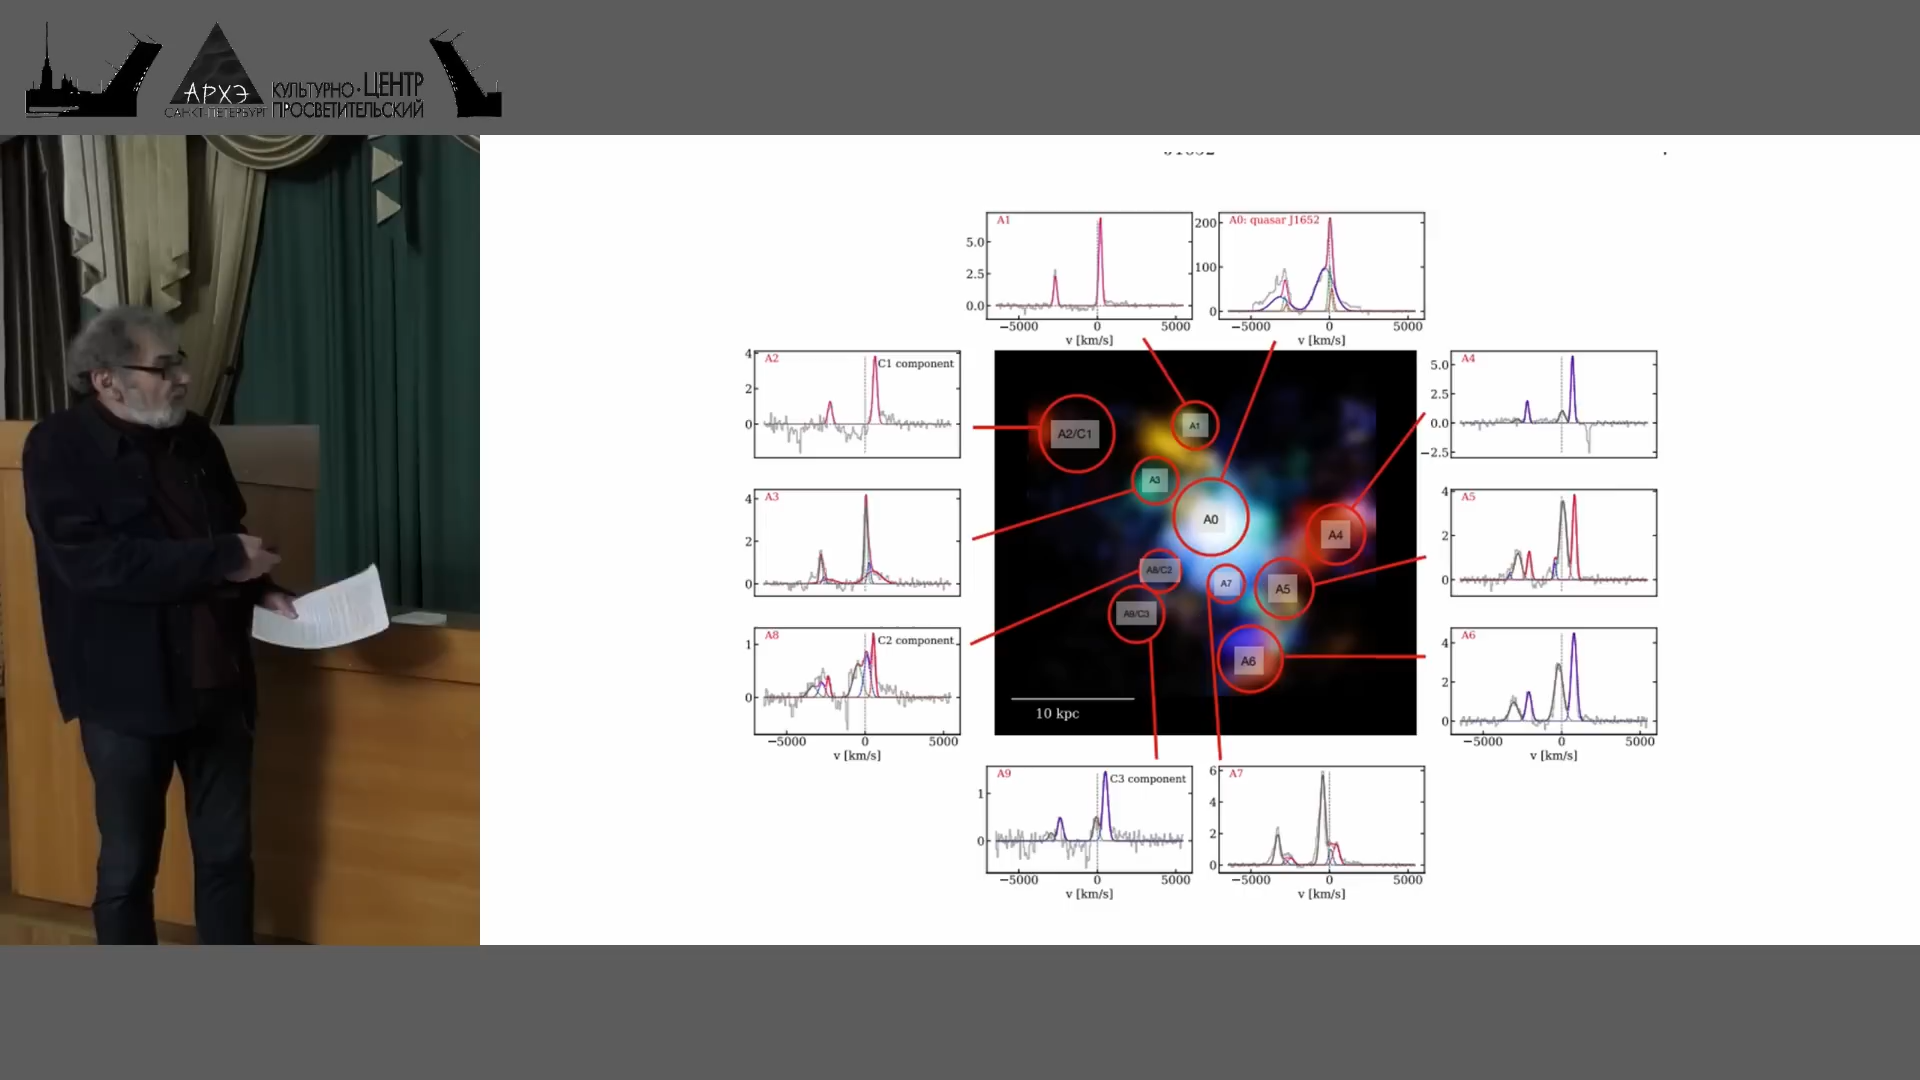 АРХЭ
САНКТ-ПЕТЕРБУРГ
КУЛЬТУРНО-ЦЕНТР
ПРОСВЕТИТЕЛЬСКИЙ
A1
5.0
2.5
0.0
−5000 0 5000
v [km/s]
A0: quasar J1652
200
100
0
−5000 0 5000
v [km/s]
A2
C1 component
4
2
0
A3
4
2
0
A8
C2 component
1
0
−5000 0 5000
v [km/s]
A2/C1
A1
A3
A0
A4
A8/C2
A7
A5
A9/C3
A6
10 kpc
A4
5.0
2.5
0.0
−2.5
A5
4
2
0
A6
4
2
0
−5000 0 5000
v [km/s]
A9
C3 component
1
0
−5000 0 5000
v [km/s]
A7
6
4
2
0
−5000 0 5000
v [km/s]